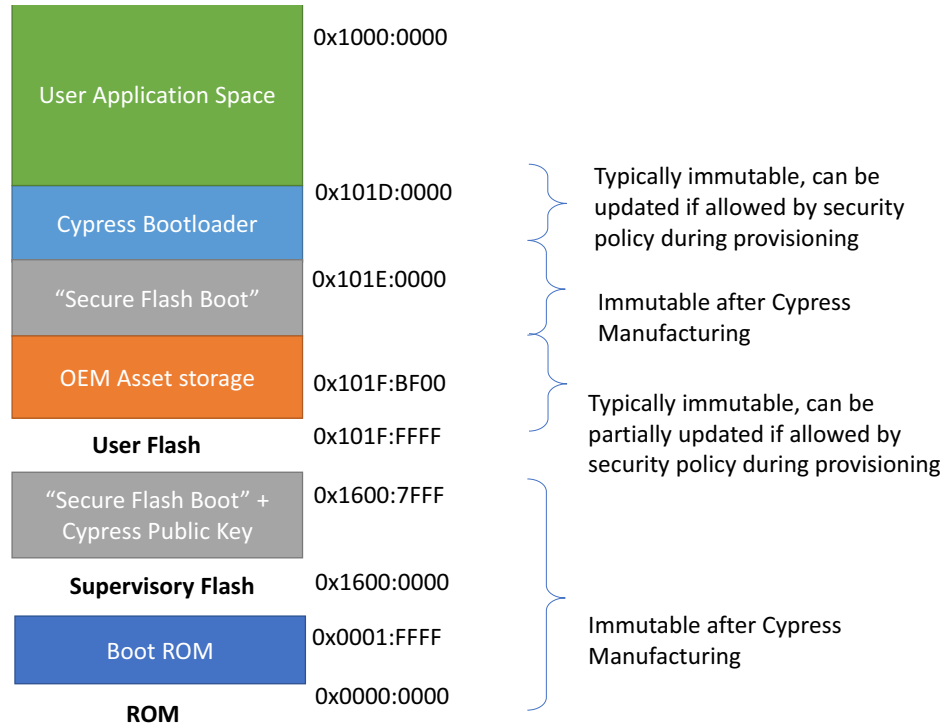 0x1000:0000
User Application Space
0x101D:0000
Cypress Bootloader
0x101E:0000
“Secure Flash Boot”
OEM Asset storage
0x101F:BF00
User Flash
0x101F:FFFF
“Secure Flash Boot” +
Cypress Public Key
0x1600:7FFF
Supervisory Flash
0x1600:0000
Boot ROM
0x0001:FFFF
0x0000:0000
ROM
Typically immutable, can be
updated if allowed by security
policy during provisioning
Immutable after Cypress
Manufacturing
Typically immutable, can be
partially updated if allowed by
security policy during provisioning
Immutable after Cypress
Manufacturing